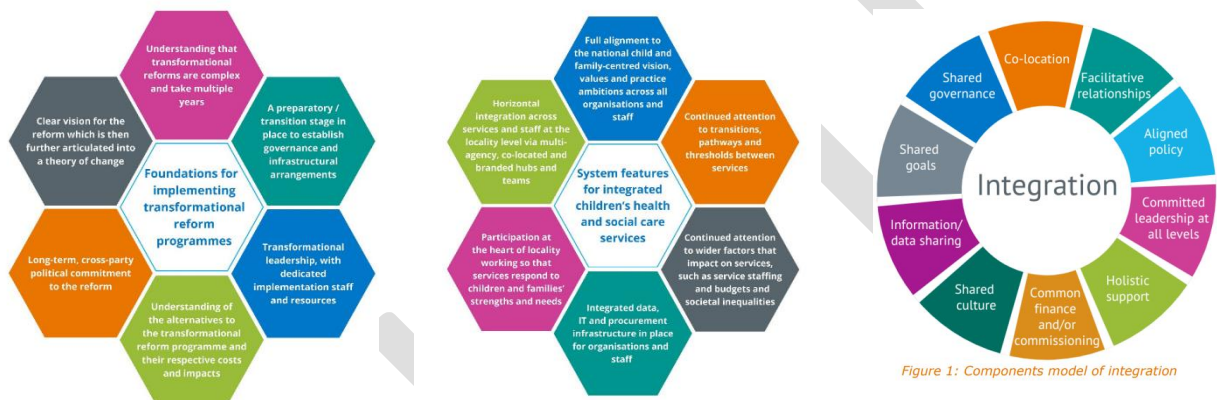 Understanding that
transformational
reforms are complex
and take multiple
years
A preparatory /
transition stage in
place to establish
governance and
infrastructural
arrangements
Transformational
leadership, with
dedicated
implementation staff
and resources
Understanding of
the alternatives to
the transformational
reform programme and
their respective costs
and impacts
Long-term, cross-party
political commitment
to the reform
Clear vision for the
reform which is then
further articulated into
a theory of change
Foundations for
implementing
transformational
reform
programmes
Full alignment to
the national child and
family-centred vision,
values and practice
ambitions across all
organisations and
staff
Continued attention
to transitions,
pathways and
thresholds between
services
Continued attention
to wider factors that
impact on services,
such as service staffing
and budgets and
societal inequalities
Integrated data,
IT and procurement
infrastructure in place
for organisations and
staff
Participation at
the heart of locality
working so that
services respond to
children and families'
strengths and needs
Horizontal
integration across
services and staff at the
locality level via multi-
agency, co-located and
branded hubs and
teams
System features
for integrated
children's health
and social care
services
Co-location
Facilitative
relationships
Aligned
policy
Committed
leadership at
all levels
Holistic
support
Common
finance
and/or
commissioning
Shared
culture
Information/
data sharing
Shared
goals
Shared
governance
Integration
Figure 1: Components model of integration